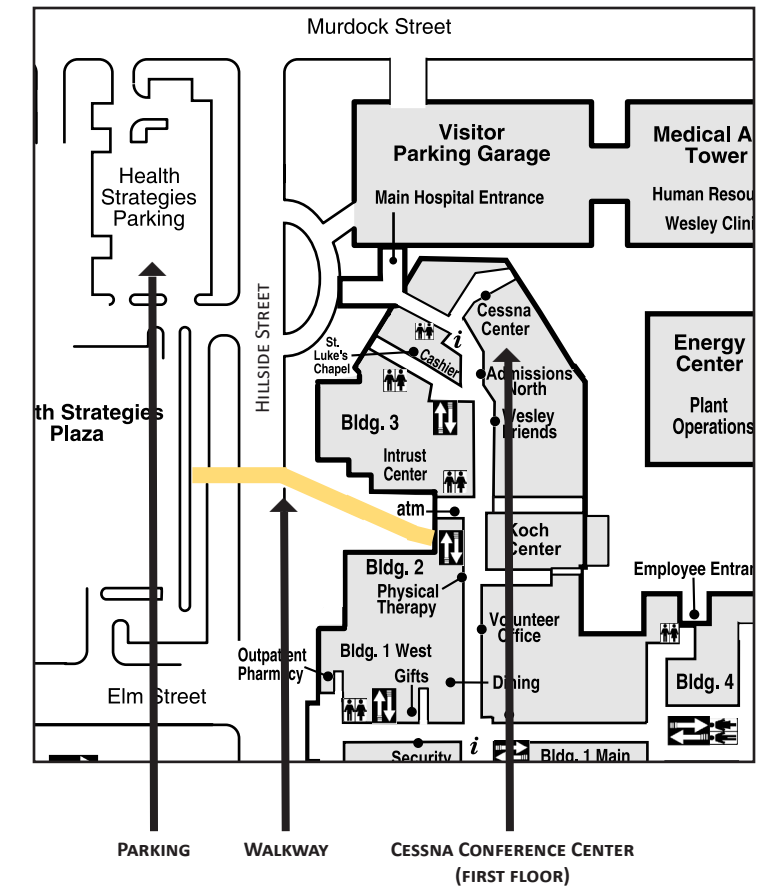 Murdock Street
Visitor
Parking Garage
Medical A
Tower
Human Resou
Wesley Clini
Main Hospital Entrance
Health
Strategies
Parking
HILLSIDE STREET
Cessna
Center
i
St.
Luke's
Chapel
Cashier
Admissions
North
Wesley
Friends
Energy
Center
Plant
Operations
th Strategies
Plaza
Bldg. 3
Intrust
Center
atm
Koch
Center
Bldg. 2
Physical
Therapy
Employee Entran
Volunteer
Office
Bldg. 1 West
Outpatient
Pharmacy
Gifts
Dining
Bldg. 4
Elm Street
i
Security
Bldg. 1 Main
PARKING
WALKWAY
CESSNA CONFERENCE CENTER
(FIRST FLOOR)